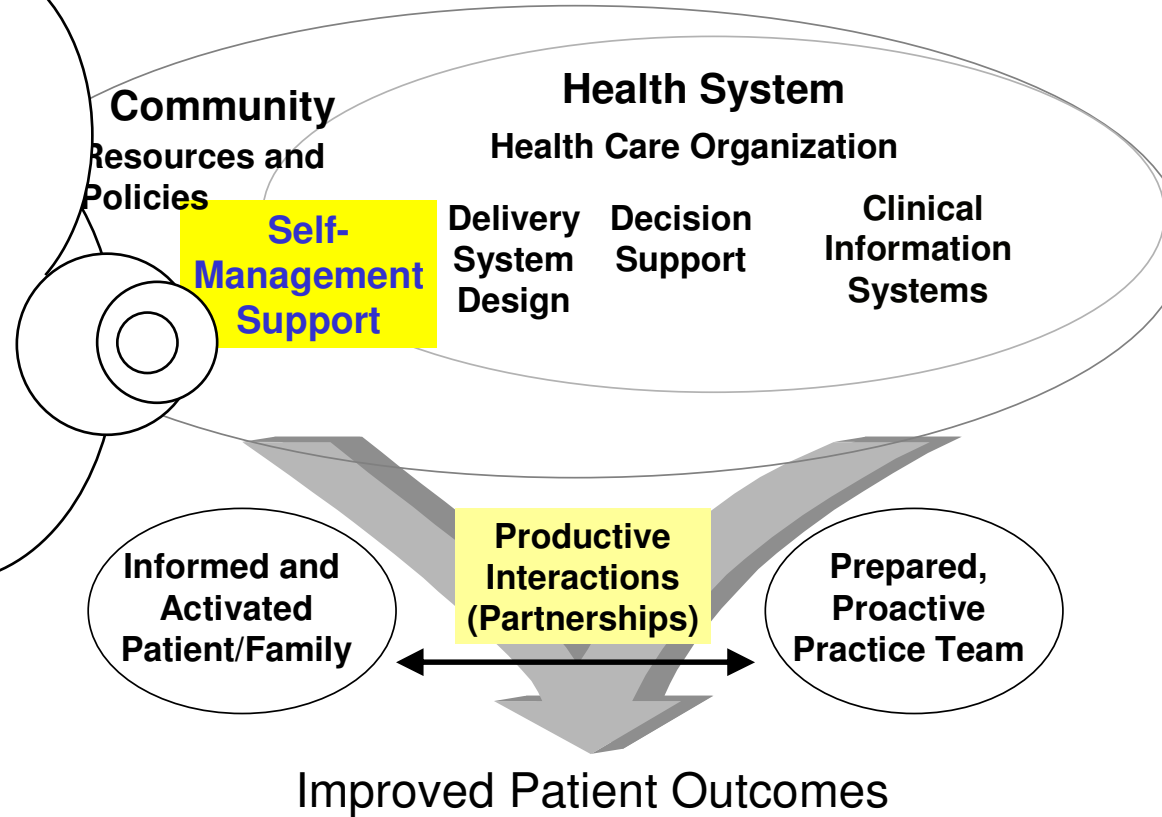 Community
Resources and
Policies
Health System
Health Care Organization
Self-
Management
Support
Delivery
System
Design
Decision
Support
Clinical
Information
Systems
Informed and
Activated
Patient/Family
Productive
Interactions
(Partnerships)
Prepared,
Proactive
Practice Team
Improved Patient Outcomes